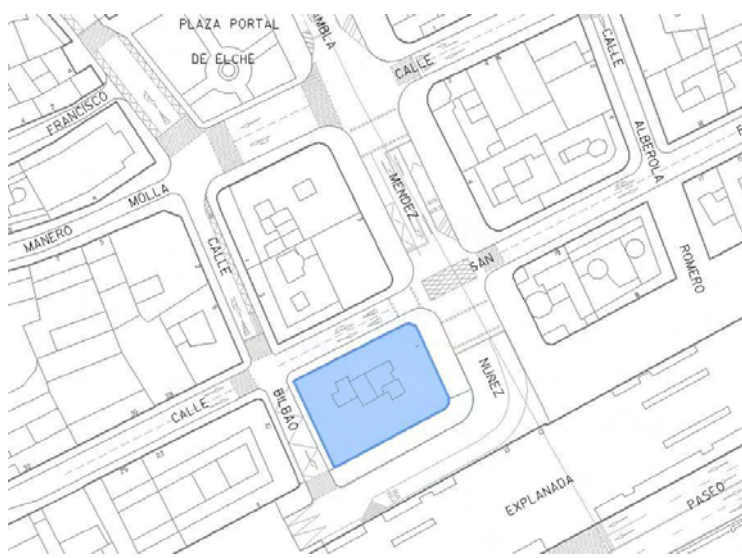 PLAZA PORTAL
DE ELCHE
CALLE
CALLE
FRANCISCO
MOLLA
MANERO
CALLE
MENDEZ
ALBEROLA
SAN
ROMERO
CALLE
BILBAO
NUÑEZ
EXPLANADA
PASEO